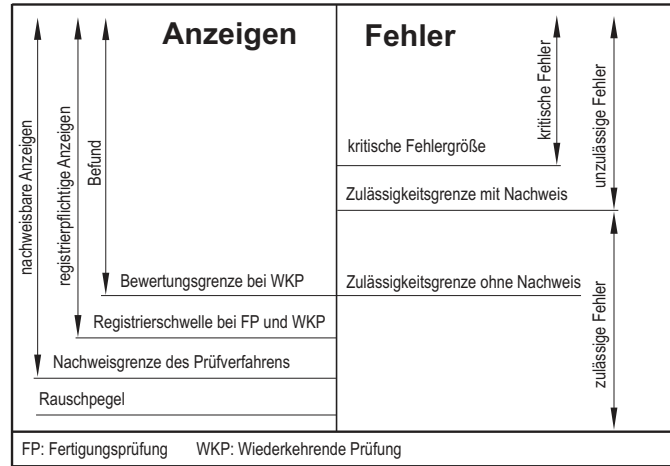 Anzeigen
Fehler
nachweisbare Anzeigen
registrierpflichtige Anzeigen
Befund
kritische Fehler
unzulässige Fehler
kritische Fehlergröße
Zulässigkeitsgrenze mit Nachweis
Bewertungsgrenze bei WKP
Zulässigkeitsgrenze ohne Nachweis
Registrierschwelle bei FP und WKP
zulässige Fehler
Nachweisgrenze des Prüfverfahrens
Rauschpegel
FP: Fertigungsprüfung WKP: Wiederkehrende Prüfung